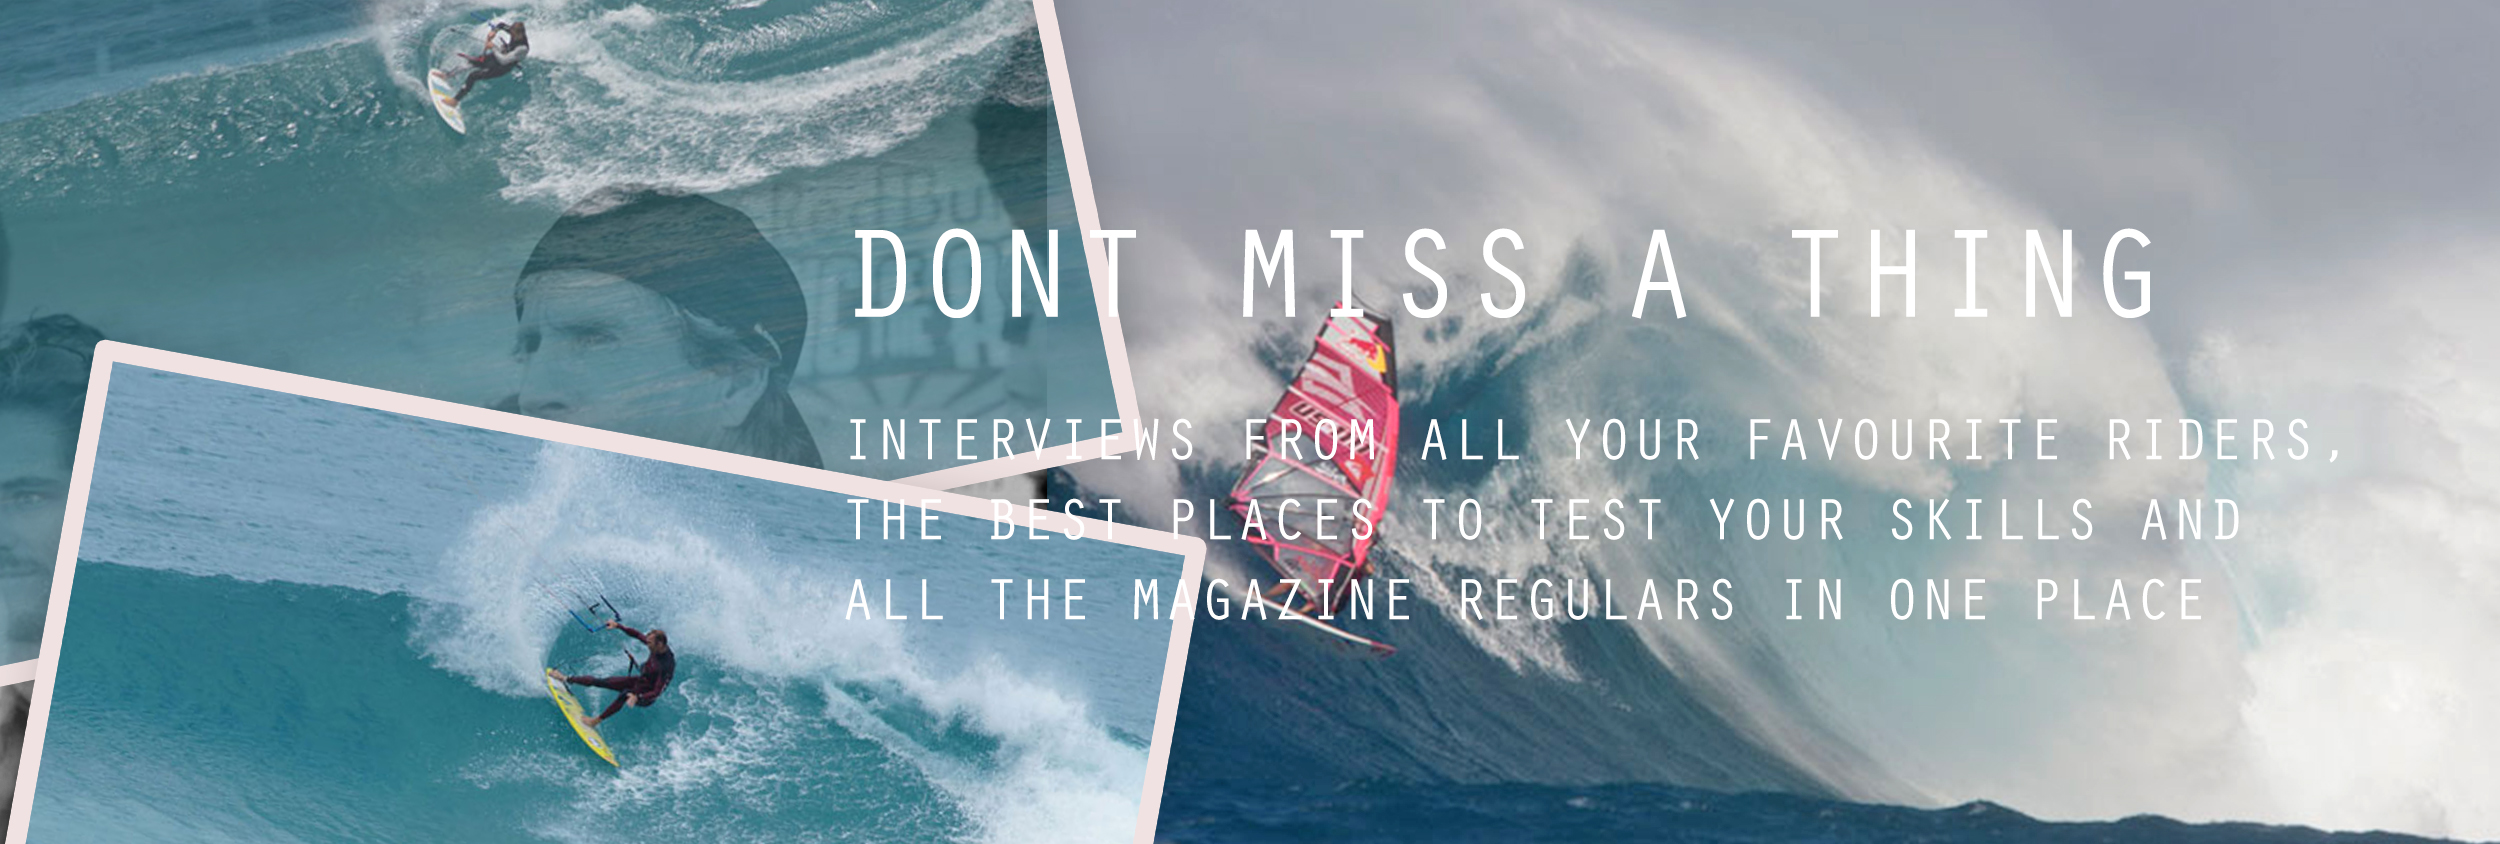 DONT MISS A THING
INTERVIEWS FROM ALL YOUR FAVOURITE RIDERS,
THE BEST PLACES TO TEST YOUR SKILLS AND
ALL THE MAGAZINE REGULARS IN ONE PLACE